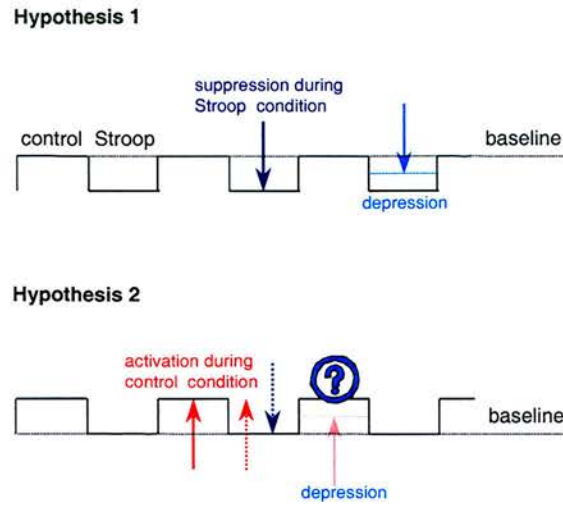 Hypothesis 1
suppression during
Stroop condition
control Stroop
baseline
depression
Hypothesis 2
activation during
control condition
?
baseline
depression